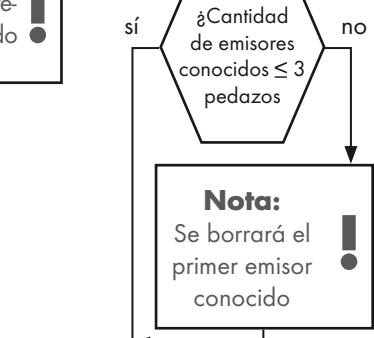 sí
¿Cantidad
de emisores
conocidos ≤ 3
pedazos
no
Nota:
Se borrará el
primer emisor
conocido